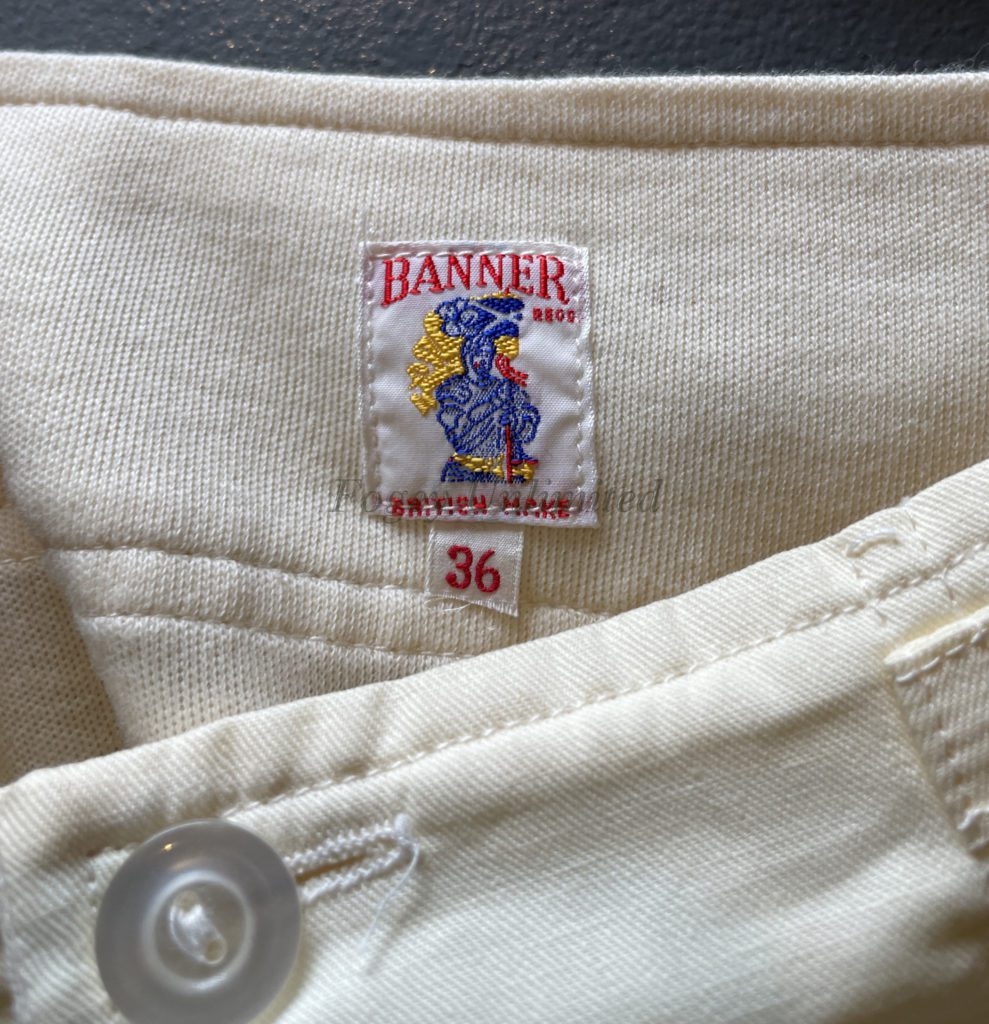 BANNER
REGD
BRITISH MAKE
36